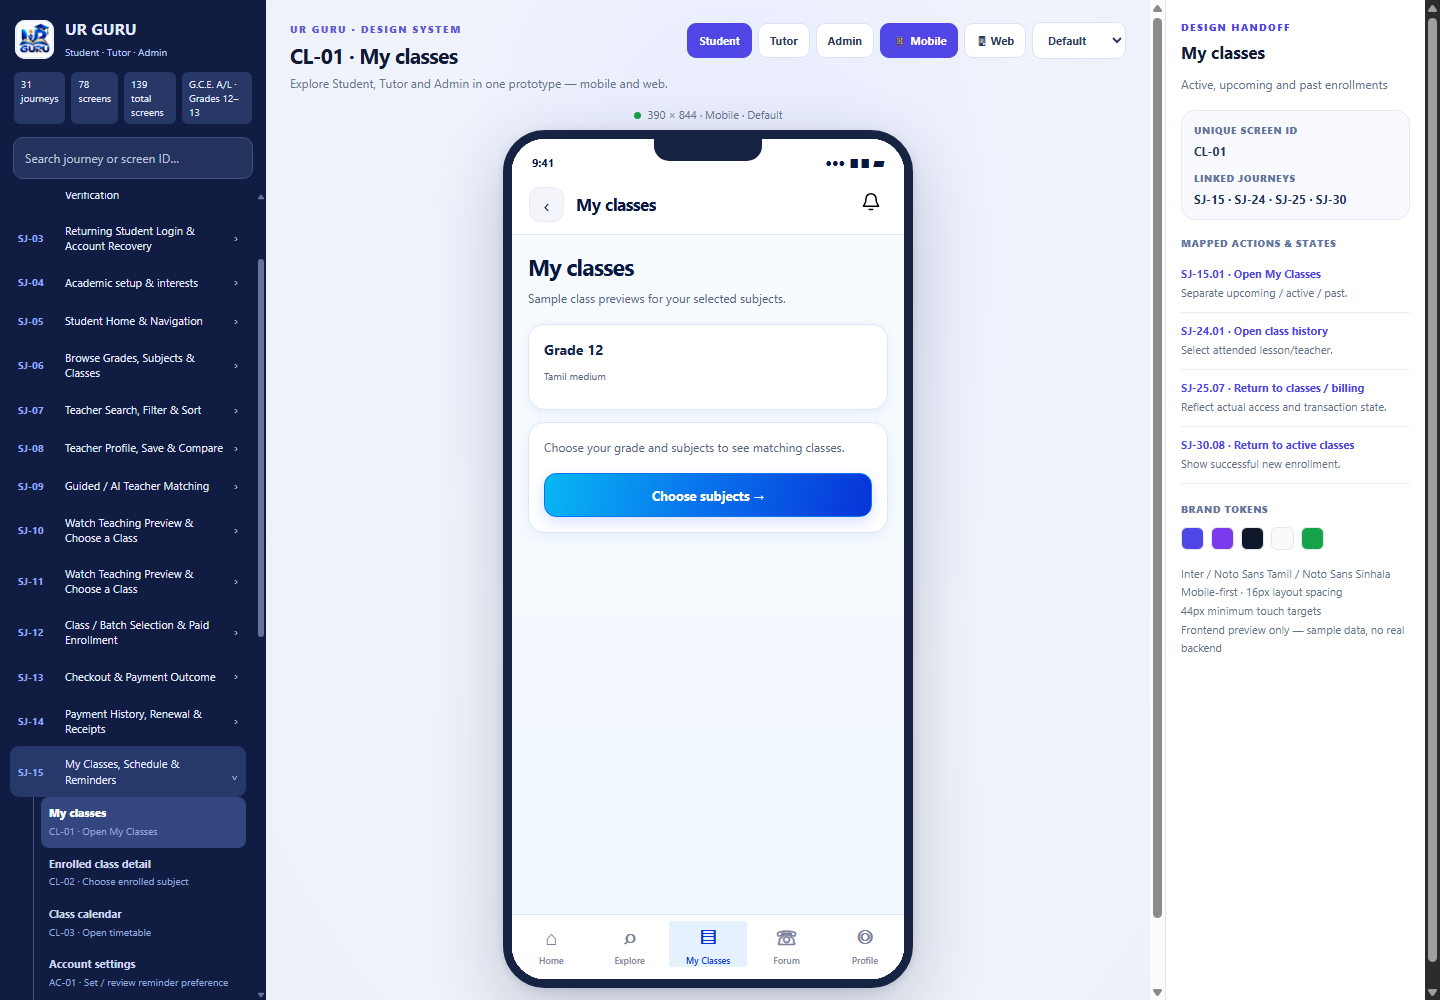 UR GURU
Student · Tutor · Admin
31 journeys
78 screens
139 total screens
G.C.E. A/L · Grades 12–13
Search journey or screen ID...
Verification
SJ-03 Returning Student Login & Account Recovery ›
SJ-04 Academic setup & interests ›
SJ-05 Student Home & Navigation ›
SJ-06 Browse Grades, Subjects & Classes ›
SJ-07 Teacher Search, Filter & Sort ›
SJ-08 Teacher Profile, Save & Compare ›
SJ-09 Guided / AI Teacher Matching ›
SJ-10 Watch Teaching Preview & Choose a Class ›
SJ-11 Watch Teaching Preview & Choose a Class ›
SJ-12 Class / Batch Selection & Paid Enrollment ›
SJ-13 Checkout & Payment Outcome ›
SJ-14 Payment History, Renewal & Receipts ›
SJ-15 My Classes, Schedule & Reminders
My classes
CL-01 · Open My Classes
Enrolled class detail
CL-02 · Choose enrolled subject
Class calendar
CL-03 · Open timetable
Account settings
AC-01 · Set / review reminder preference
UR GURU · DESIGN SYSTEM
CL-01 · My classes
Explore Student, Tutor and Admin in one prototype — mobile and web.
Student
Tutor
Admin
Mobile
Web
Default
390 × 844 · Mobile · Default
9:41
‹ My classes
My classes
Sample class previews for your selected subjects.
Grade 12
Tamil medium
Choose your grade and subjects to see matching classes.
Choose subjects →
Home
Explore
My Classes
Forum
Profile
DESIGN HANDOFF
My classes
Active, upcoming and past enrollments
UNIQUE SCREEN ID
CL-01
LINKED JOURNEYS
SJ-15 · SJ-24 · SJ-25 · SJ-30
MAPPED ACTIONS & STATES
SJ-15.01 · Open My Classes
Separate upcoming / active / past.
SJ-24.01 · Open class history
Select attended lesson/teacher.
SJ-25.07 · Return to classes / billing
Reflect actual access and transaction state.
SJ-30.08 · Return to active classes
Show successful new enrollment.
BRAND TOKENS
Inter / Noto Sans Tamil / Noto Sans Sinhala
Mobile-first · 16px layout spacing
44px minimum touch targets
Frontend preview only — sample data, no real
backend